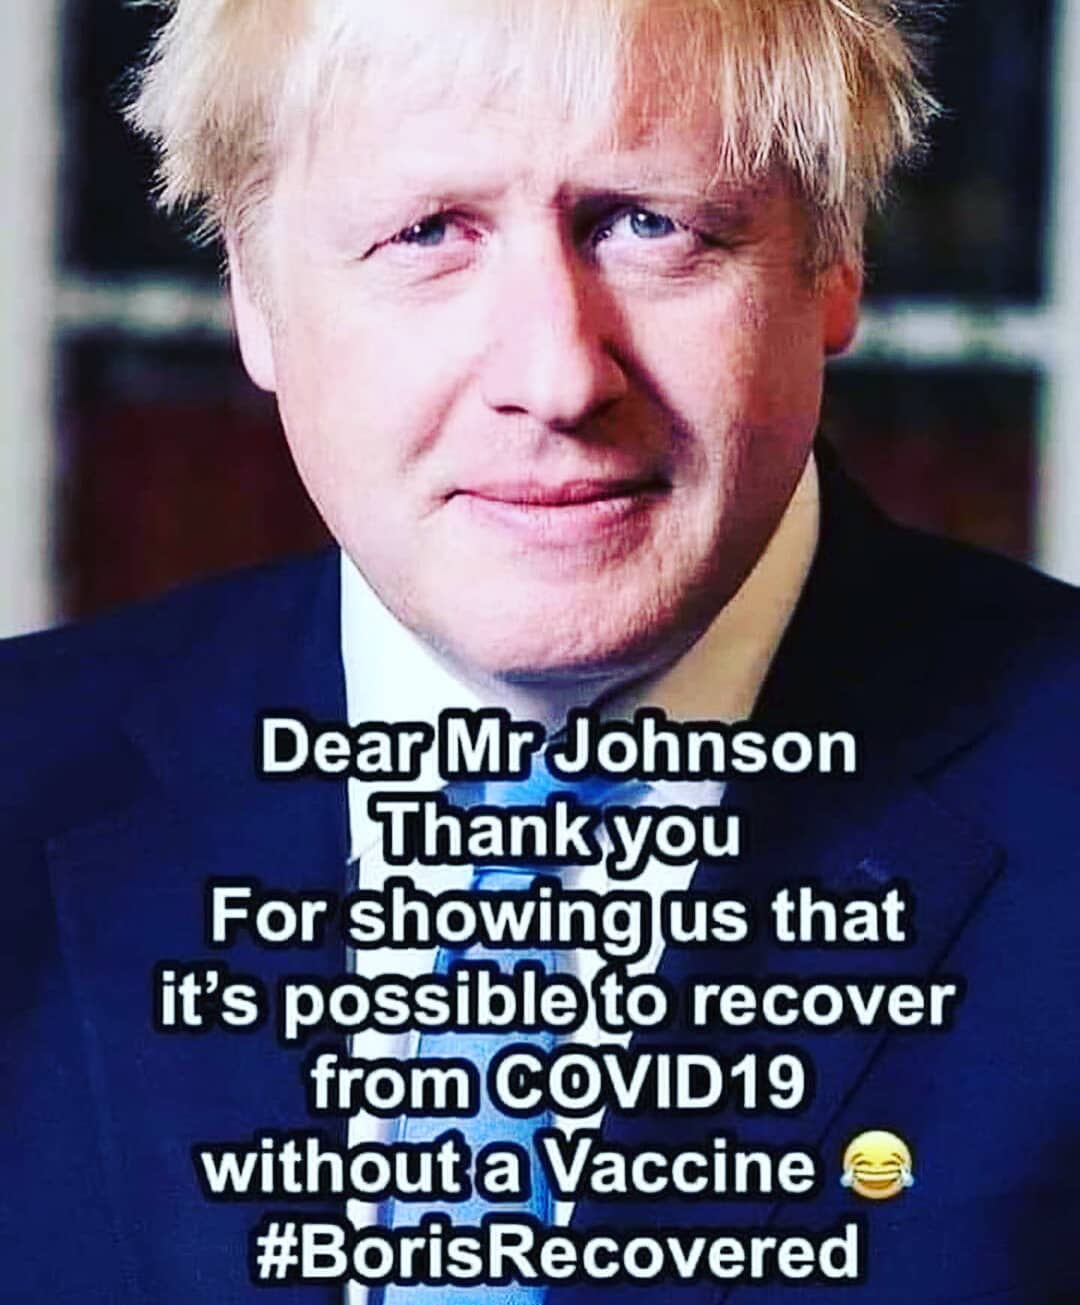 Dear Mr Johnson
Thank you
For showing us that
it's possible to recover
from COVID19
without a Vaccine 😂
#BorisRecovered